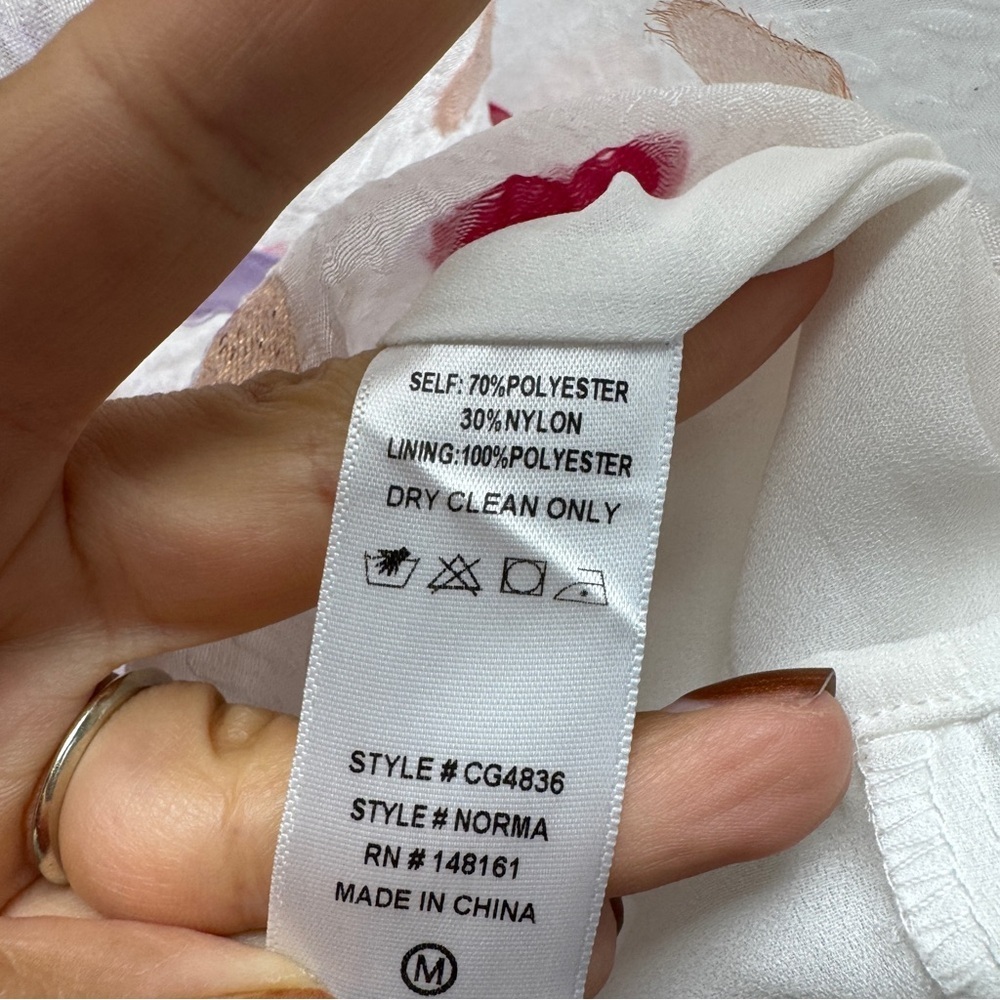 SELF: 70%POLYESTER
30%NYLON
LINING:100%POLYESTER
DRY CLEAN ONLY
STYLE # CG4836
STYLE # NORMA
RN # 148161
MADE IN CHINA
M